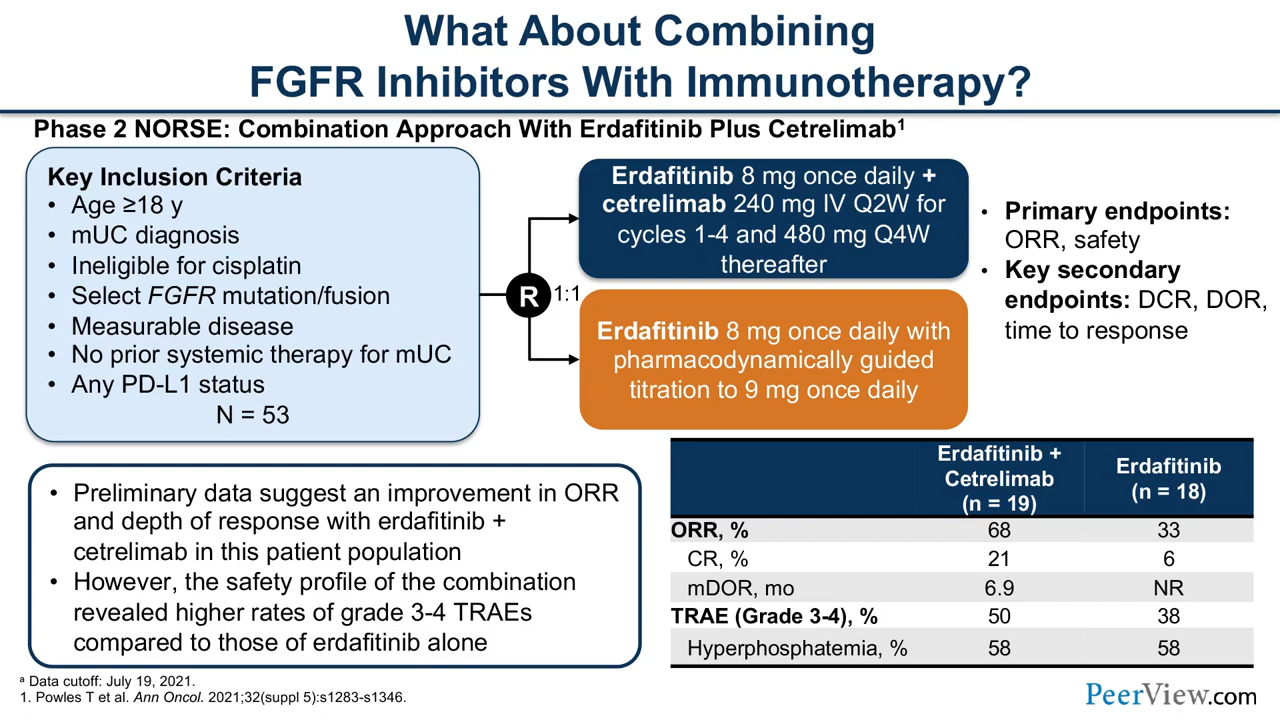 What About Combining
FGFR Inhibitors With Immunotherapy?
Phase 2 NORSE: Combination Approach With Erdafitinib Plus Cetrelimab1
Key Inclusion Criteria
• Age ≥18 y
• mUC diagnosis
• Ineligible for cisplatin
• Select FGFR mutation/fusion
• Measurable disease
• No prior systemic therapy for mUC
• Any PD-L1 status
N = 53
R 1:1
Erdafitinib 8 mg once daily +
cetrelimab 240 mg IV Q2W for
cycles 1-4 and 480 mg Q4W
thereafter
Erdafitinib 8 mg once daily with
pharmacodynamically guided
titration to 9 mg once daily
• Primary endpoints:
ORR, safety
• Key secondary
endpoints: DCR, DOR,
time to response
• Preliminary data suggest an improvement in ORR
and depth of response with erdafitinib +
cetrelimab in this patient population
• However, the safety profile of the combination
revealed higher rates of grade 3-4 TRAEs
compared to those of erdafitinib alone
Erdafitinib +
Cetrelimab
(n = 19)
Erdafitinib
(n = 18)
ORR, % 68 33
CR, % 21 6
mDOR, mo 6.9 NR
TRAE (Grade 3-4), % 50 38
Hyperphosphatemia, % 58 58
a Data cutoff: July 19, 2021.
1. Powles T et al. Ann Oncol. 2021;32(suppl 5):s1283-s1346.
PeerView.com